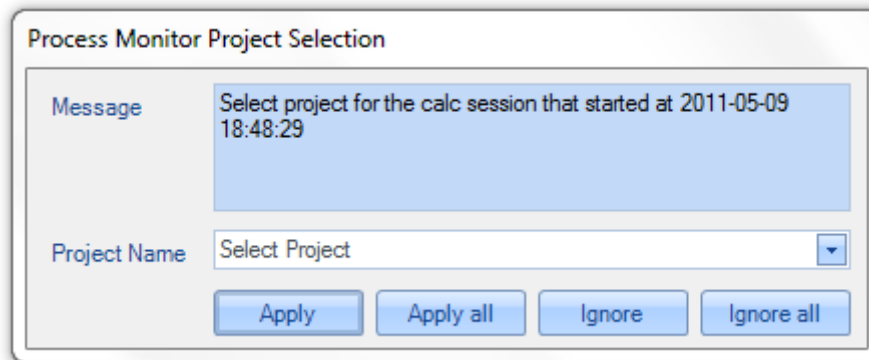 Process Monitor Project Selection
Message
Select project for the calc session that started at 2011-05-09
18:48:29
Project Name
Select Project
Apply
Apply all
Ignore
Ignore all